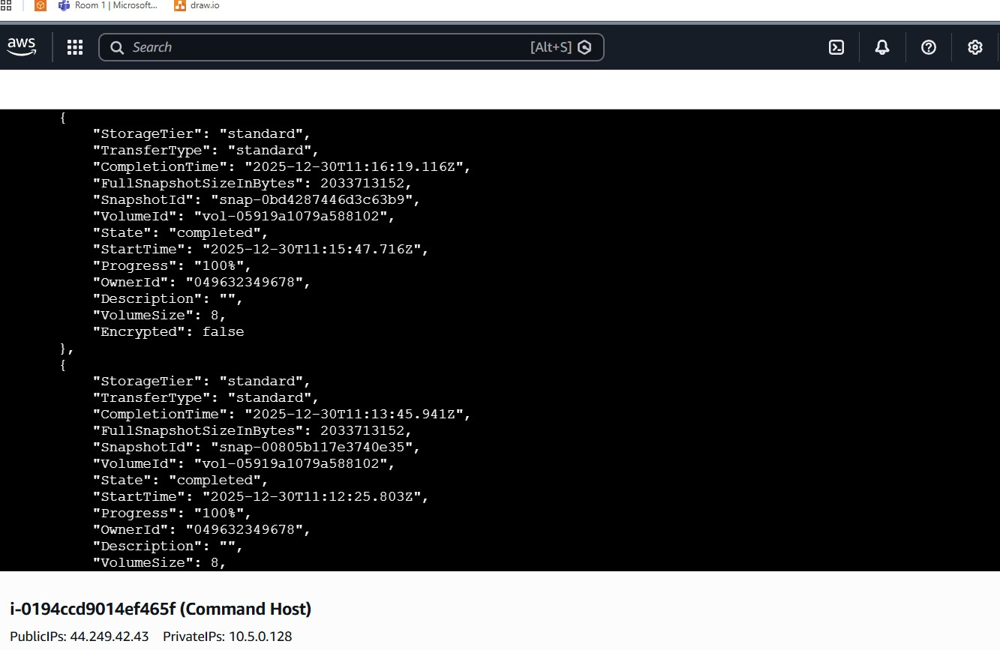 Room 1 | Microsoft...
draw.io
aws
Search
[Alt+S]
{
"StorageTier": "standard",
"TransferType": "standard",
"CompletionTime": "2025-12-30T11:16:19.116Z",
"FullSnapshotSizeInBytes": 2033713152,
"SnapshotId": "snap-0bd4287446d3c63b9",
"VolumeId": "vol-05919a1079a588102",
"State": "completed",
"StartTime": "2025-12-30T11:15:47.716Z",
"Progress": "100%",
"OwnerId": "049632349678",
"Description": "",
"VolumeSize": 8,
"Encrypted": false
},
{
"StorageTier": "standard",
"TransferType": "standard",
"CompletionTime": "2025-12-30T11:13:45.941Z",
"FullSnapshotSizeInBytes": 2033713152,
"SnapshotId": "snap-00805b117e3740e35",
"VolumeId": "vol-05919a1079a588102",
"State": "completed",
"StartTime": "2025-12-30T11:12:25.803Z",
"Progress": "100%",
"OwnerId": "049632349678",
"Description": "",
"VolumeSize": 8,
i-0194ccd9014ef465f (Command Host)
PublicIPs: 44.249.42.43 PrivateIPs: 10.5.0.128